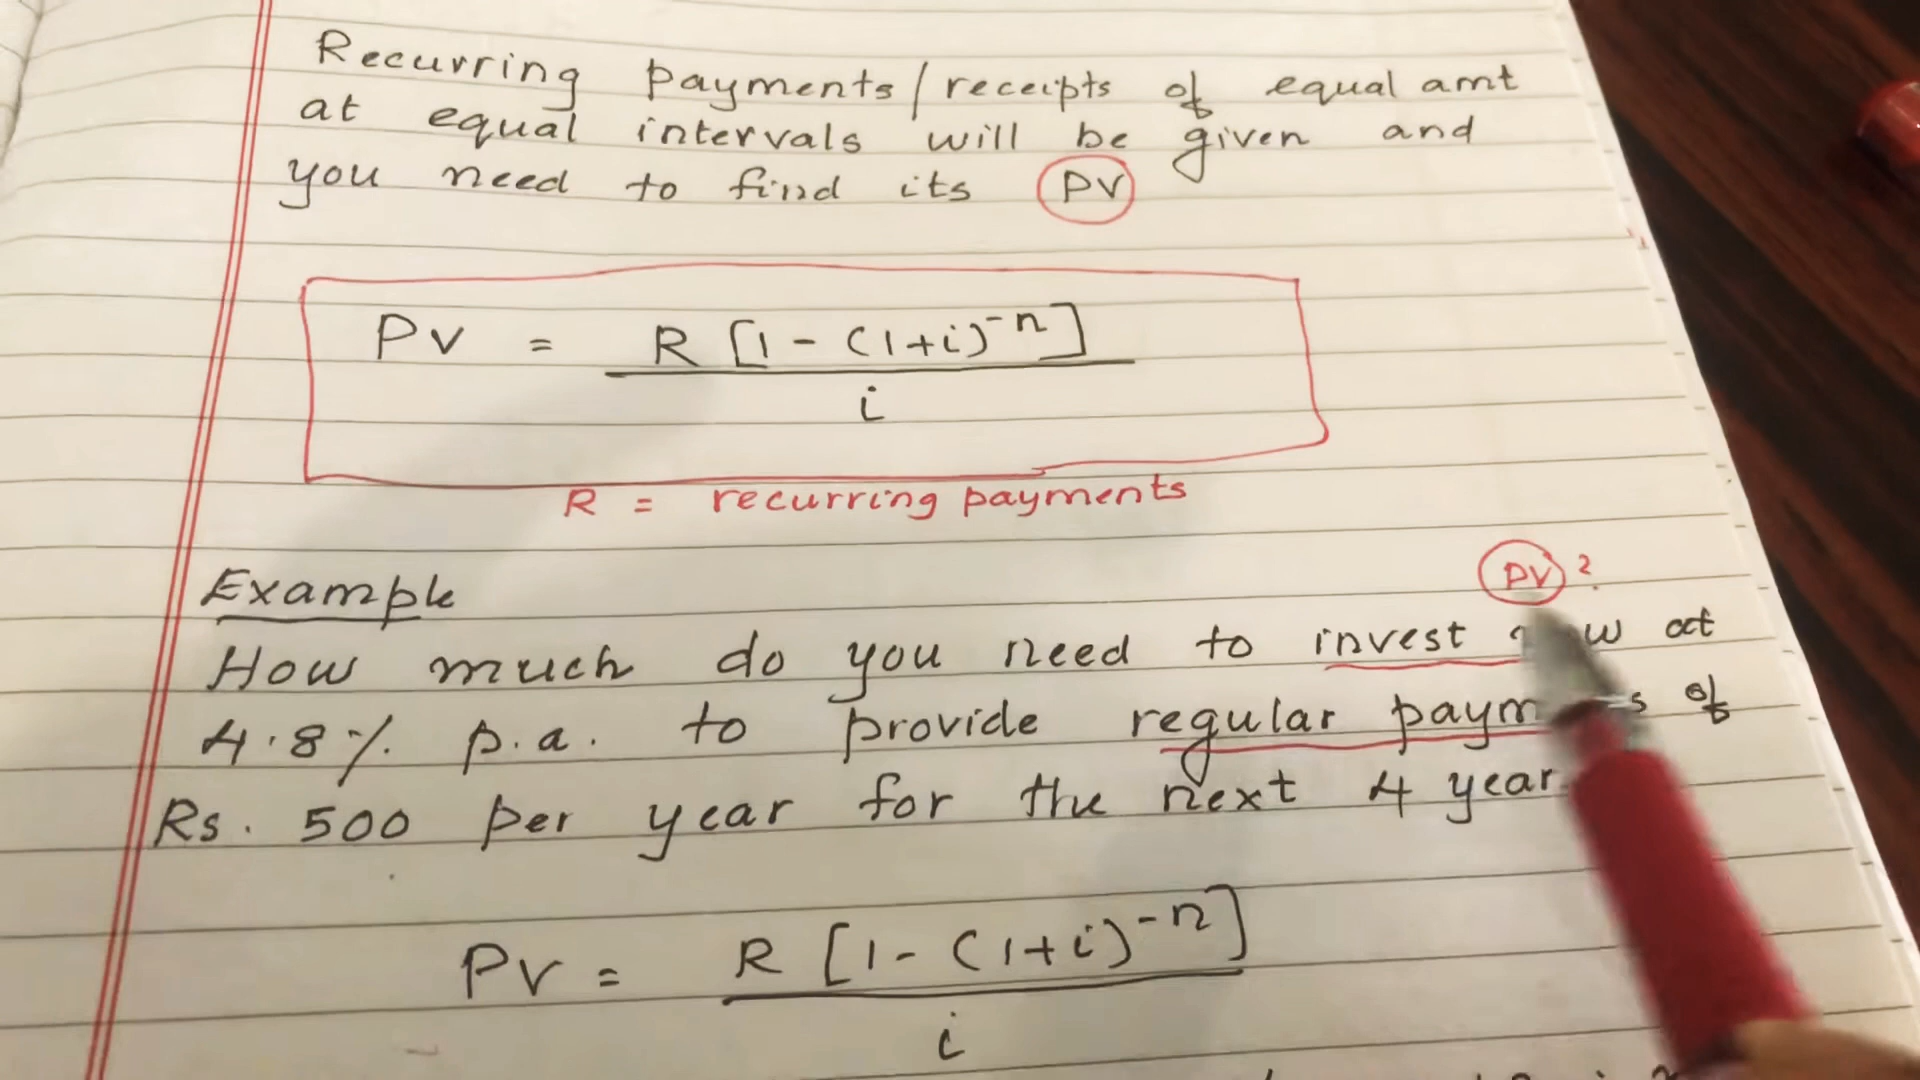 Recurring payments/receipts of equal amt
at equal intervals will be given and
you need to find its PV
PV = R [1 - (1+i)⁻ⁿ]
i
R = recurring payments
Example
PV ?
How much do you need to invest at
4.8% p.a. to provide regular of
Rs. 500 per year for the next 4 year
PV = R [1 - (1+i)⁻ⁿ]
i